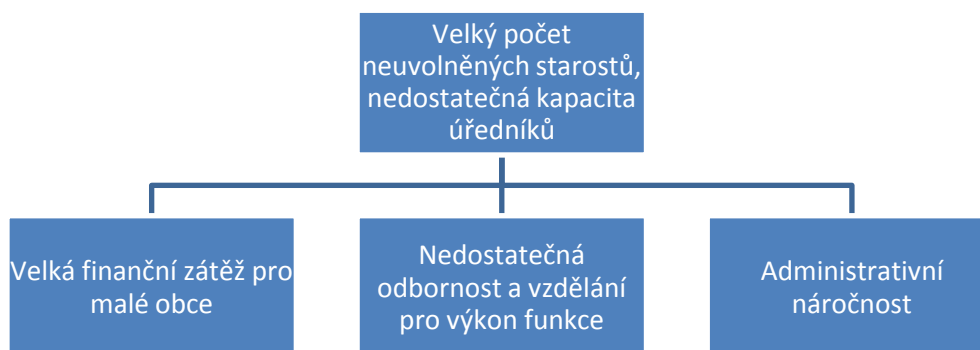 Velký počet
neuvolněných starostů,
nedostatečná kapacita
úředníků
Velká finanční zátěž pro
malé obce
Nedostatečná
odbornost a vzdělání
pro výkon funkce
Administrativní
náročnost